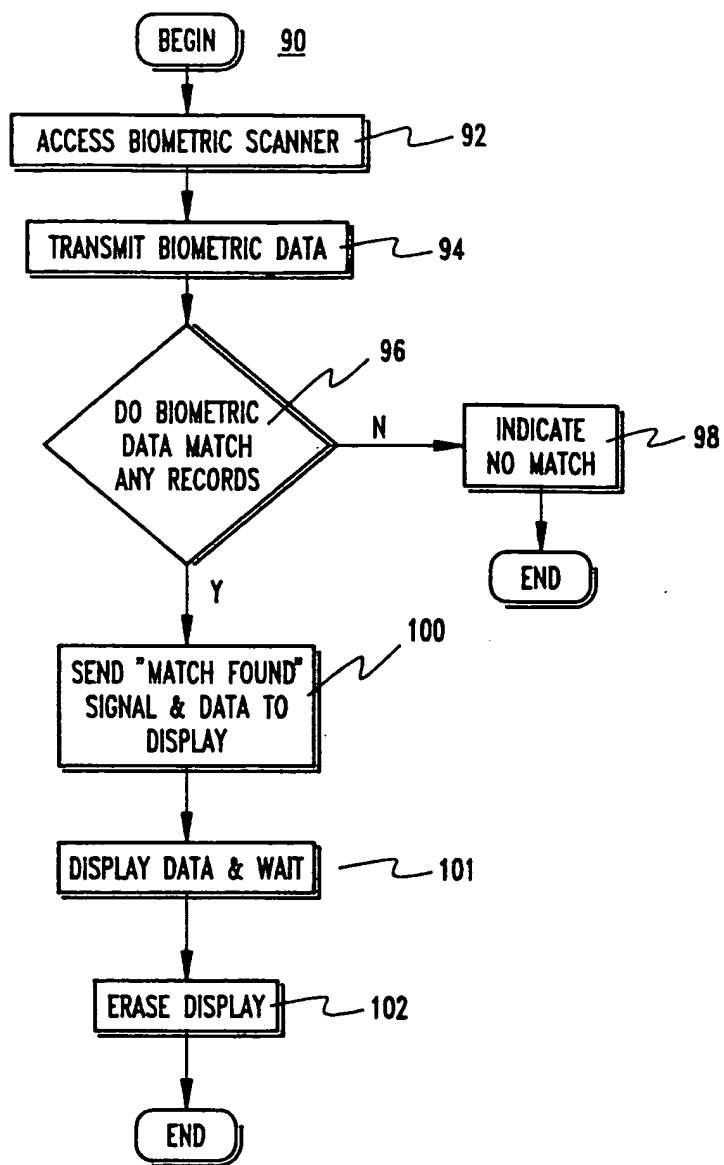 BEGIN 90
ACCESS BIOMETRIC SCANNER 92
TRANSMIT BIOMETRIC DATA 94
96
DO BIOMETRIC
DATA MATCH
ANY RECORDS
N
INDICATE
NO MATCH
98
END
Y
100
SEND "MATCH FOUND"
SIGNAL & DATA TO
DISPLAY
DISPLAY DATA & WAIT 101
ERASE DISPLAY 102
END